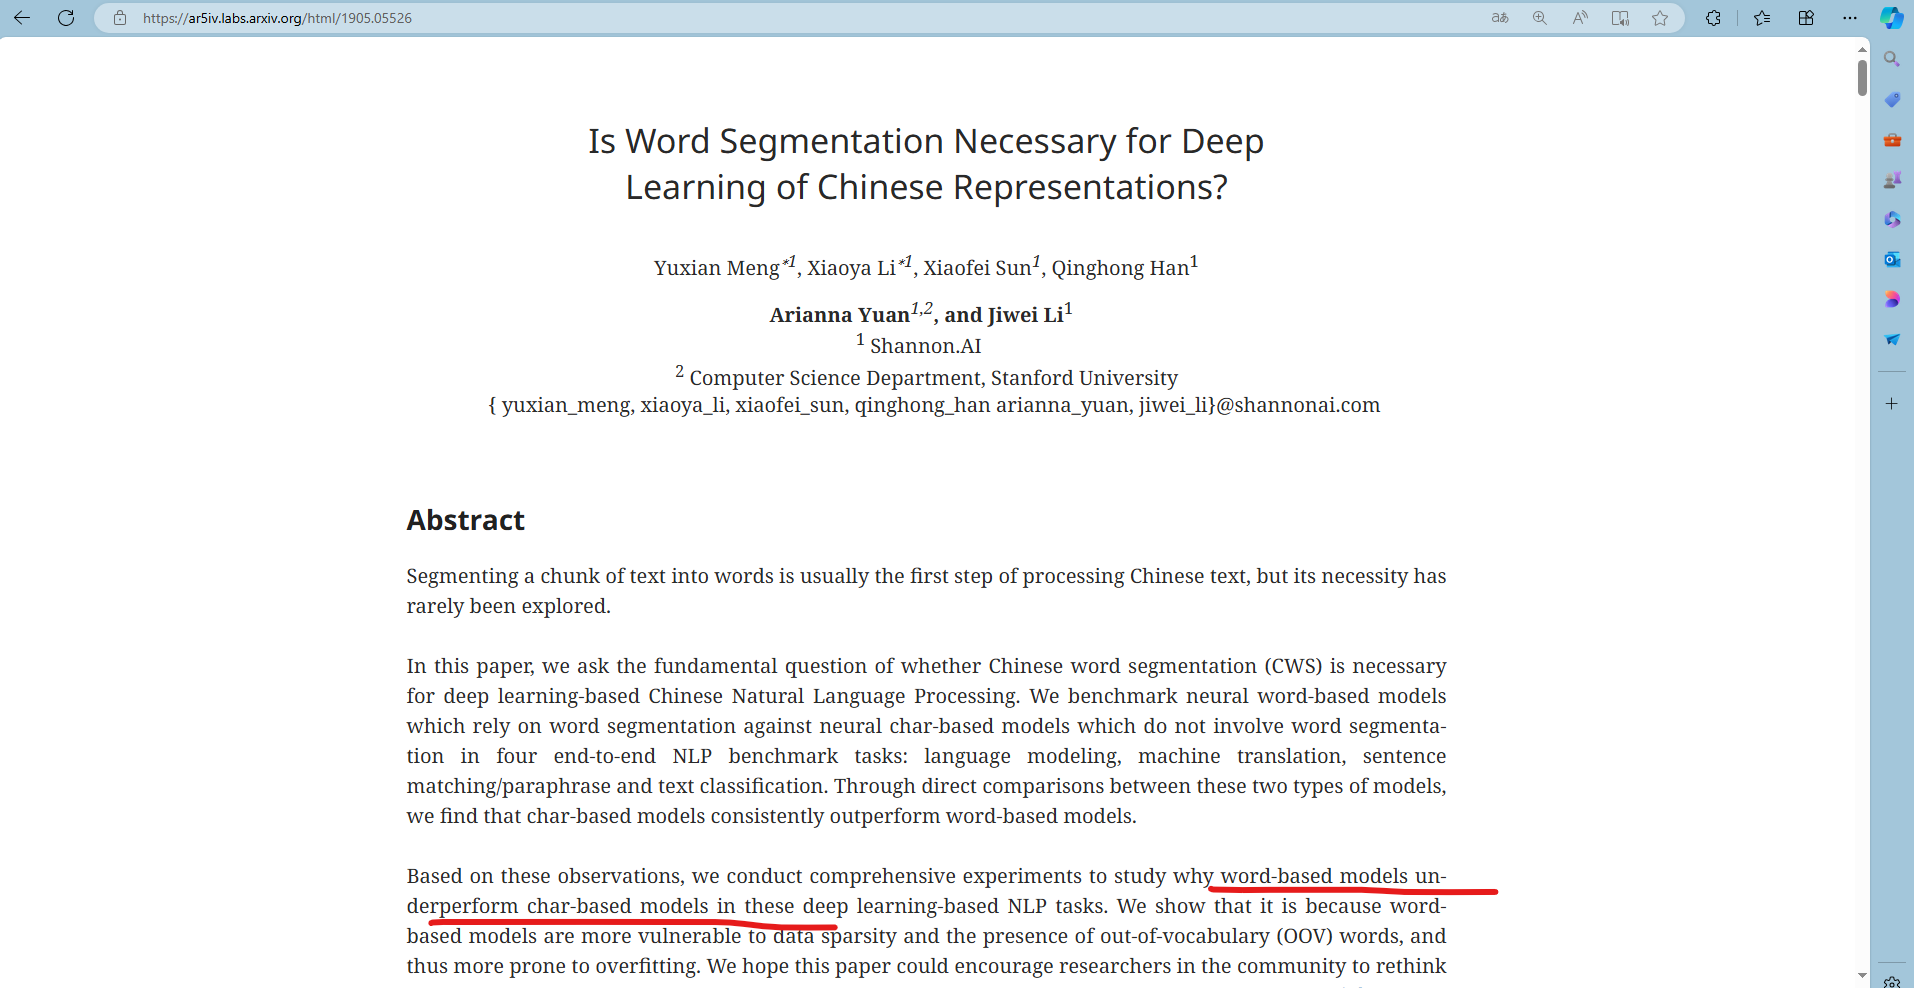 https://ar5iv.labs.arxiv.org/html/1905.05526
Is Word Segmentation Necessary for Deep
Learning of Chinese Representations?
Yuxian Meng*1, Xiaoya Li*1, Xiaofei Sun1, Qinghong Han1
Arianna Yuan1,2, and Jiwei Li1
1 Shannon.AI
2 Computer Science Department, Stanford University
{ yuxian_meng, xiaoya_li, xiaofei_sun, qinghong_han arianna_yuan, jiwei_li}@shannonai.com
Abstract
Segmenting a chunk of text into words is usually the first step of processing Chinese text, but its necessity has
rarely been explored.
In this paper, we ask the fundamental question of whether Chinese word segmentation (CWS) is necessary
for deep learning-based Chinese Natural Language Processing. We benchmark neural word-based models
which rely on word segmentation against neural char-based models which do not involve word segmenta-
tion in four end-to-end NLP benchmark tasks: language modeling, machine translation, sentence
matching/paraphrase and text classification. Through direct comparisons between these two types of models,
we find that char-based models consistently outperform word-based models.
Based on these observations, we conduct comprehensive experiments to study why word-based models un-
derperform char-based models in these deep learning-based NLP tasks. We show that it is because word-
based models are more vulnerable to data sparsity and the presence of out-of-vocabulary (OOV) words, and
thus more prone to overfitting. We hope this paper could encourage researchers in the community to rethink